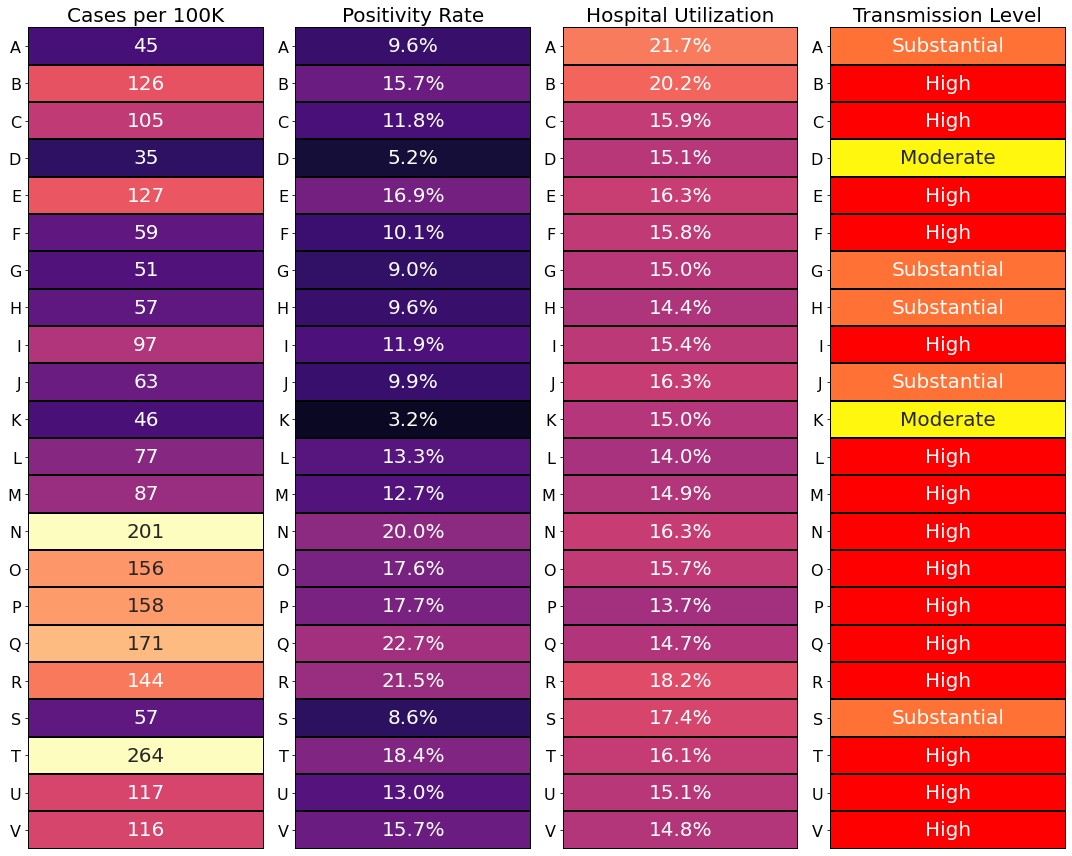 Cases per 100K Positivity Rate Hospital Utilization Transmission Level
A 45 A 9.6% A 21.7% A Substantial
B 126 B 15.7% B 20.2% B High
C 105 C 11.8% C 15.9% C High
D 35 D 5.2% D 15.1% D Moderate
E 127 E 16.9% E 16.3% E High
F 59 F 10.1% F 15.8% F High
G 51 G 9.0% G 15.0% G Substantial
H 57 H 9.6% H 14.4% H Substantial
I 97 I 11.9% I 15.4% I High
J 63 J 9.9% J 16.3% J Substantial
K 46 K 3.2% K 15.0% K Moderate
L 77 L 13.3% L 14.0% L High
M 87 M 12.7% M 14.9% M High
N 201 N 20.0% N 16.3% N High
O 156 O 17.6% O 15.7% O High
P 158 P 17.7% P 13.7% P High
Q 171 Q 22.7% Q 14.7% Q High
R 144 R 21.5% R 18.2% R High
S 57 S 8.6% S 17.4% S Substantial
T 264 T 18.4% T 16.1% T High
U 117 U 13.0% U 15.1% U High
V 116 V 15.7% V 14.8% V High